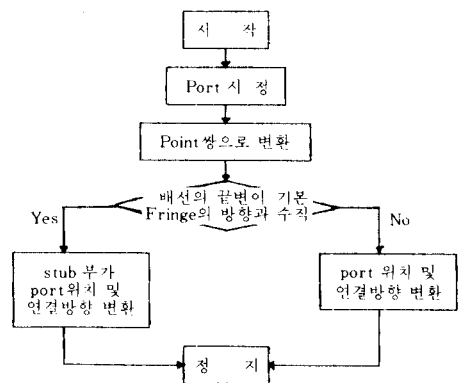 시 작
Port 시 정
Point쌍으로 변환
배선의 끝변이 기본
Fringe의 방향과 수직
Yes
No
stub 부가
port위치 및
연결방향 변환
port 위치 및
연결방향 변환
정 지